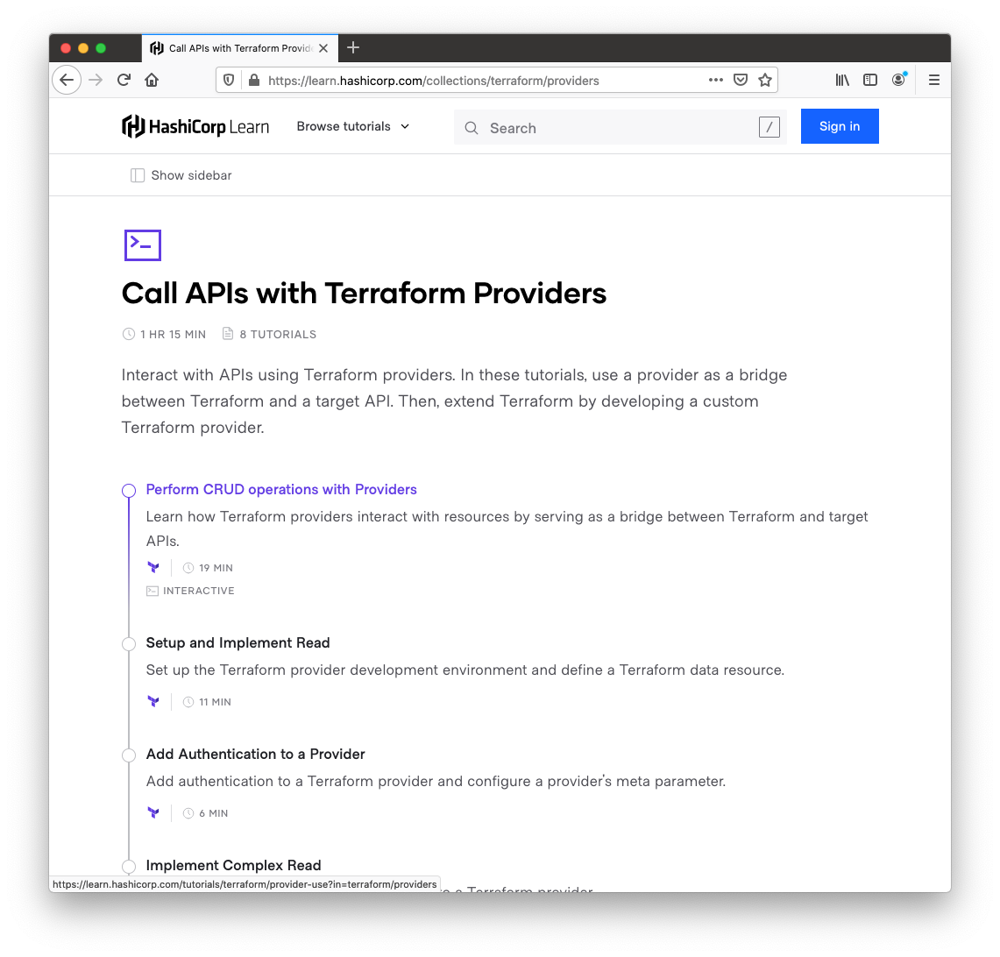 Call APIs with Terraform Provide
https://learn.hashicorp.com/collections/terraform/providers
HashiCorp Learn
Browse tutorials
Search
/
Sign in
Show sidebar
Call APIs with Terraform Providers
1 HR 15 MIN
8 TUTORIALS
Interact with APIs using Terraform providers. In these tutorials, use a provider as a bridge
between Terraform and a target API. Then, extend Terraform by developing a custom
Terraform provider.
Perform CRUD operations with Providers
Learn how Terraform providers interact with resources by serving as a bridge between Terraform and target
APIs.
19 MIN
INTERACTIVE
Setup and Implement Read
Set up the Terraform provider development environment and define a Terraform data resource.
11 MIN
Add Authentication to a Provider
Add authentication to a Terraform provider and configure a provider's meta parameter.
6 MIN
Implement Complex Read
https://learn.hashicorp.com/tutorials/terraform/provider-use?in=terraform/providers
a Terraform provider